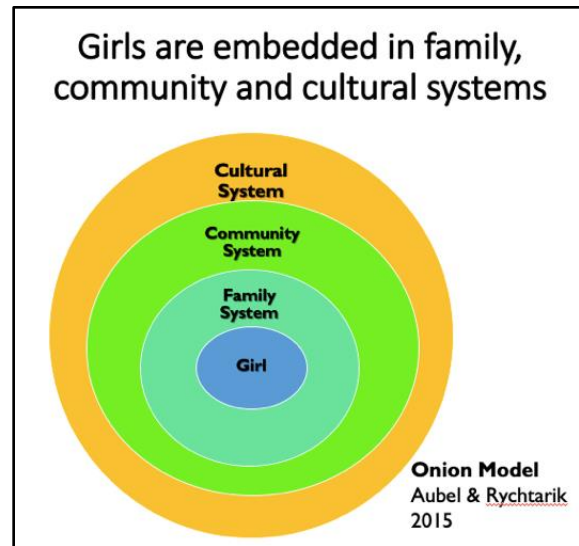 Girls are embedded in family,
community and cultural systems
Cultural
System
Community
System
Family
System
Girl
Onion Model
Aubel & Rychtarik
2015